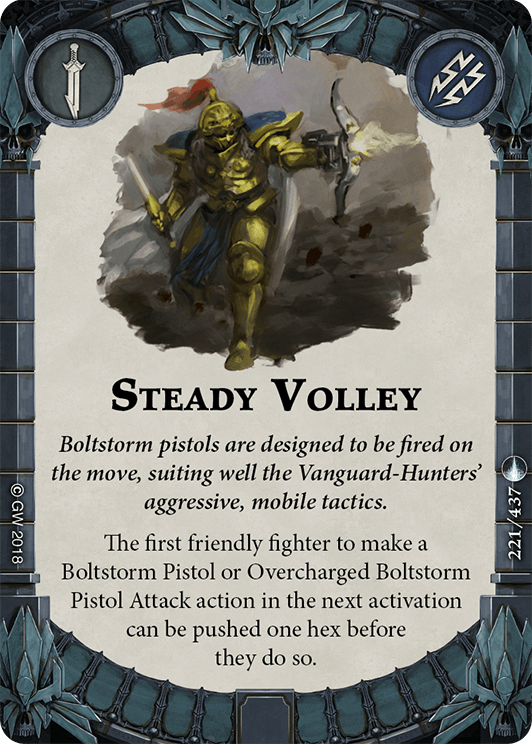 STEADY VOLLEY
Boltstorm pistols are designed to be fired on
the move, suiting well the Vanguard-Hunters’
aggressive, mobile tactics.
The first friendly fighter to make a
Boltstorm Pistol or Overcharged Boltstorm
Pistol Attack action in the next activation
can be pushed one hex before
they do so.
© GW 2018
221/437